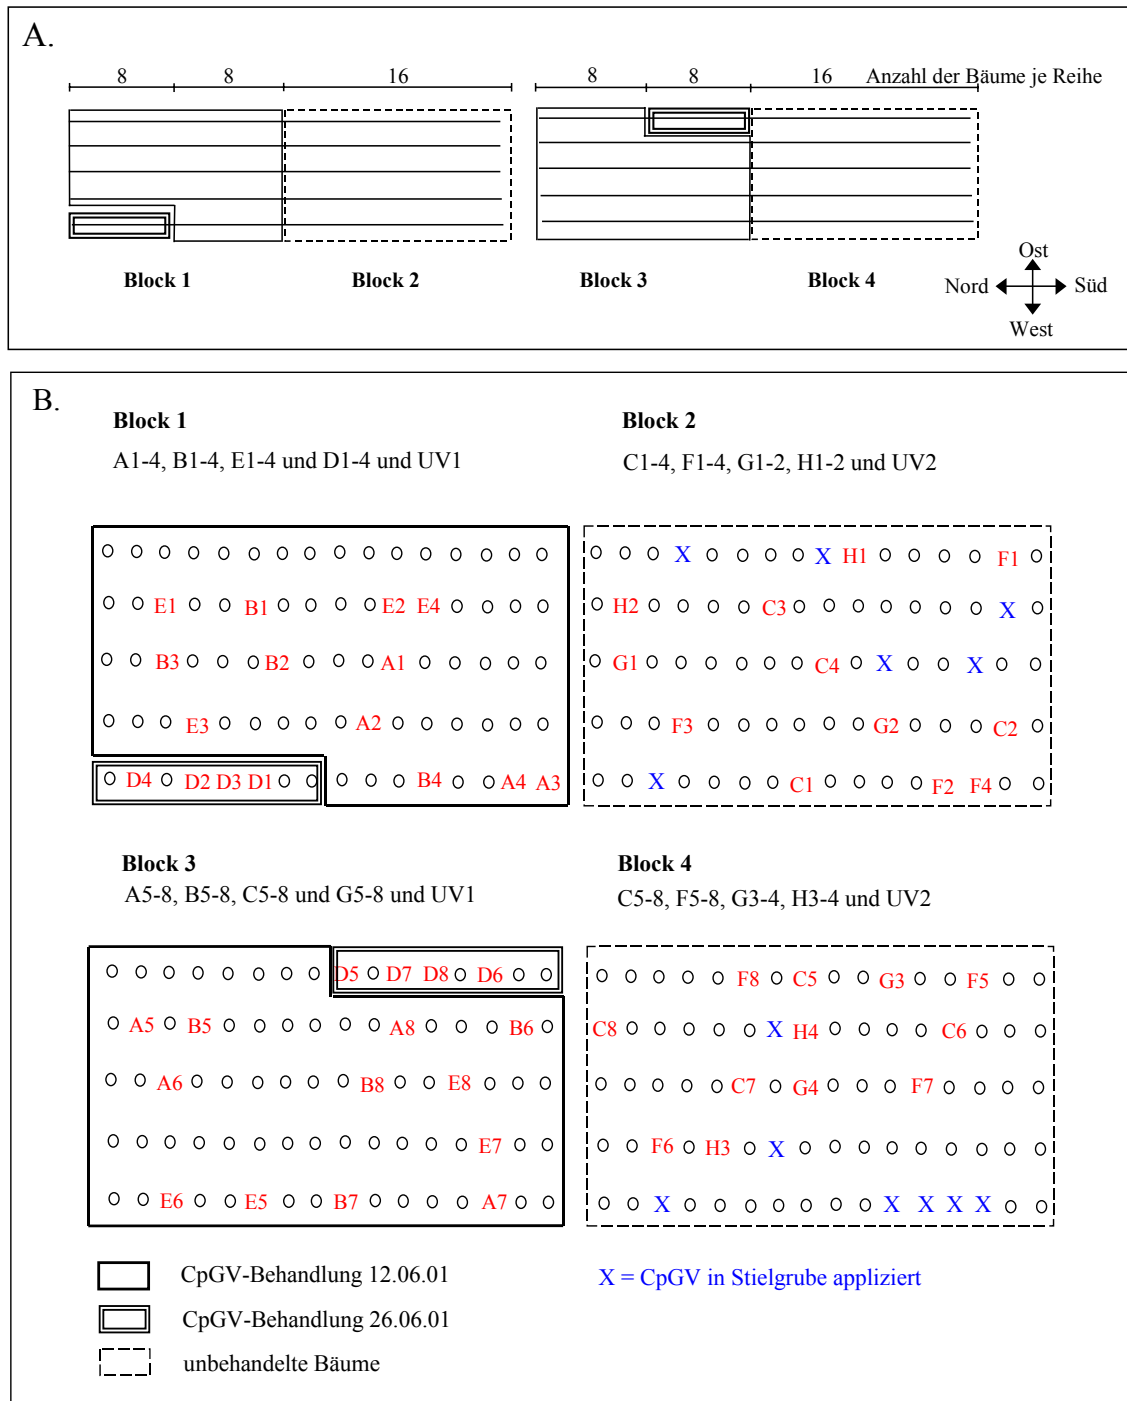 A.
8 8 16 8 8 16 Anzahl der Bäume je Reihe
Block 1 Block 2 Block 3 Block 4
Ost
Nord Süd
West
B.
Block 1 Block 2
A1-4, B1-4, E1-4 und D1-4 und UV1 C1-4, F1-4, G1-2, H1-2 und UV2
X X H1 F1
E1 B1 E2 E4 H2 C3 X
B3 B2 A1 G1 C4 X X
E3 A2 F3 G2 C2
D4 D2 D3 D1 B4 A4 A3 X C1 F2 F4
Block 3 Block 4
A5-8, B5-8, C5-8 und G5-8 und UV1 C5-8, F5-8, G3-4, H3-4 und UV2
D5 D7 D8 D6 F8 C5 G3 F5
A5 B5 A8 B6 C8 X H4 C6
A6 B8 E8 C7 G4 F7
E7 F6 H3 X
E6 E5 B7 A7 X X X X X
CpGV-Behandlung 12.06.01 X = CpGV in Stielgrube appliziert
CpGV-Behandlung 26.06.01
unbehandelte Bäume